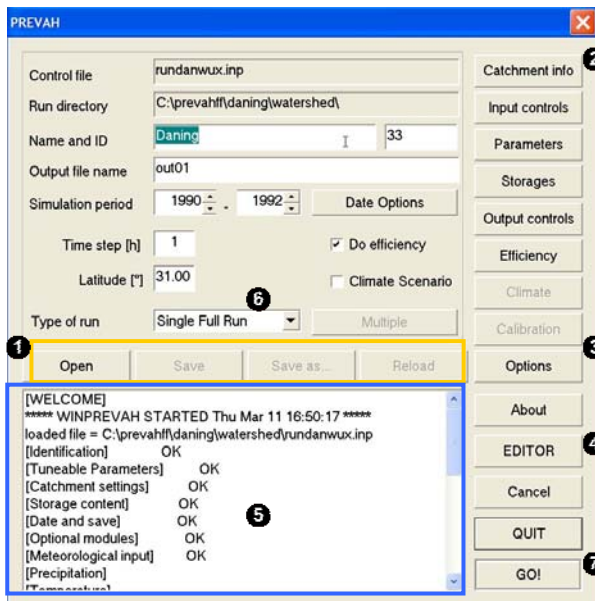 PREVAH
Control file rundanwux.inp
Run directory C:\prevahff\daning\watershed\
Name and ID Daning 33
Output file name out01
Simulation period 1990 - 1992 Date Options
Time step [h] 1 Do efficiency
Latitude [°] 31.00 Climate Scenario
6
Type of run Single Full Run Multiple
1
Open Save Save as... Reload
[WELCOME]
***** WINPREVAH STARTED Thu Mar 11 16:50:17 *****
loaded file = C:\prevahff\daning\watershed\rundanwux.inp
[Identification] OK
[Tuneable Parameters] OK
[Catchment settings] OK
[Storage content] OK
[Date and save] OK
[Optional modules] OK
[Meteorological input] OK
[Precipitation]
[Temperature]
5
2
Catchment info
Input controls
Parameters
Storages
Output controls
Efficiency
Climate
Calibration
3
Options
About
4
EDITOR
Cancel
QUIT
7
GO!